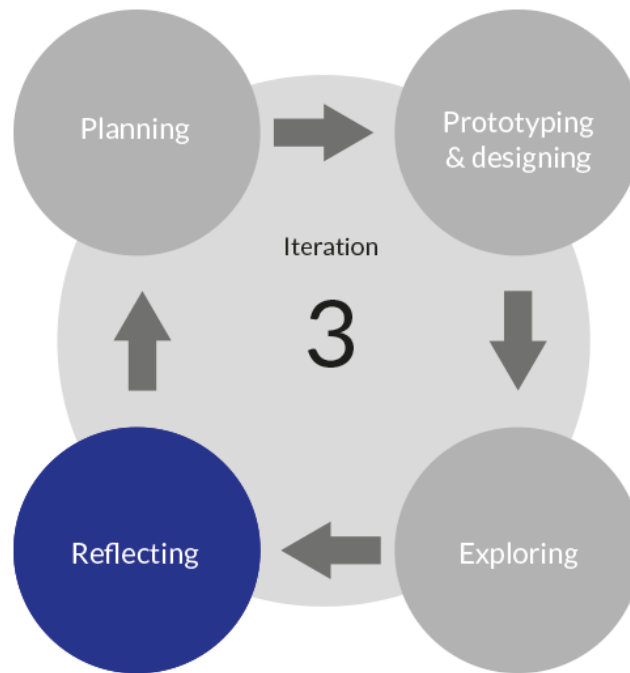 Planning
Prototyping
& designing
Iteration
3
Reflecting
Exploring